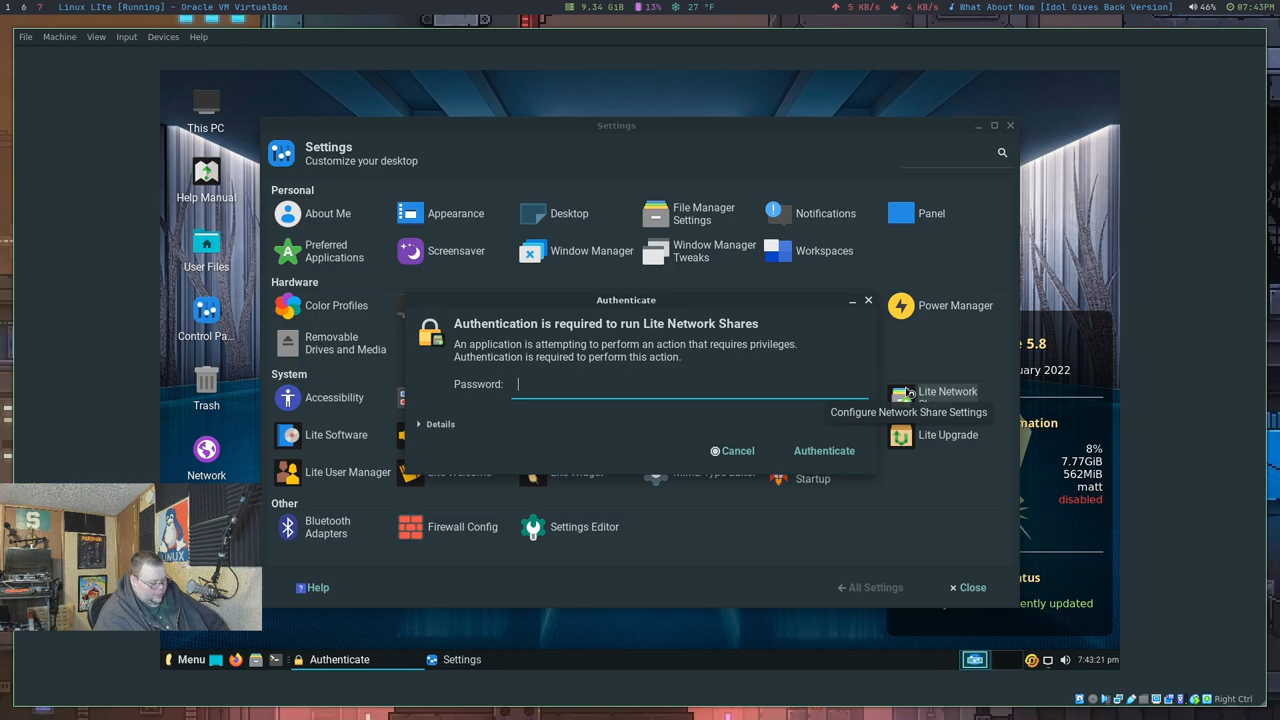 1 6 7 Linux LIte [Running] - Oracle VM VirtualBox 9.34 GiB 13% 27 °F 5 KB/s 4 KB/s What About Now [Idol Gives Back Version] 46% 07:43PM
File Machine View Input Devices Help
This PC
Help Manual
User Files
Control Pa...
Trash
Network
Settings
Settings
Customize your desktop
Personal
About Me
Appearance
Desktop
File Manager
Settings
Notifications
Panel
Preferred
Applications
Screensaver
Window Manager
Window Manager
Tweaks
Workspaces
Hardware
Color Profiles
Power Manager
Removable
Drives and Media
System
Accessibility
Lite Network
Lite Software
Lite Upgrade
Lite User Manager
Startup
Other
Bluetooth
Adapters
Firewall Config
Settings Editor
Help
All Settings
Close
Authenticate
Authentication is required to run Lite Network Shares
An application is attempting to perform an action that requires privileges.
Authentication is required to perform this action.
Password:
Details
Cancel
Authenticate
Configure Network Share Settings
5.8
uary 2022
mation
8%
7.77GiB
562MiB
matt
disabled
atus
ently updated
LINUX
S
Menu
Authenticate
Settings
7:43:21 pm
Right Ctrl